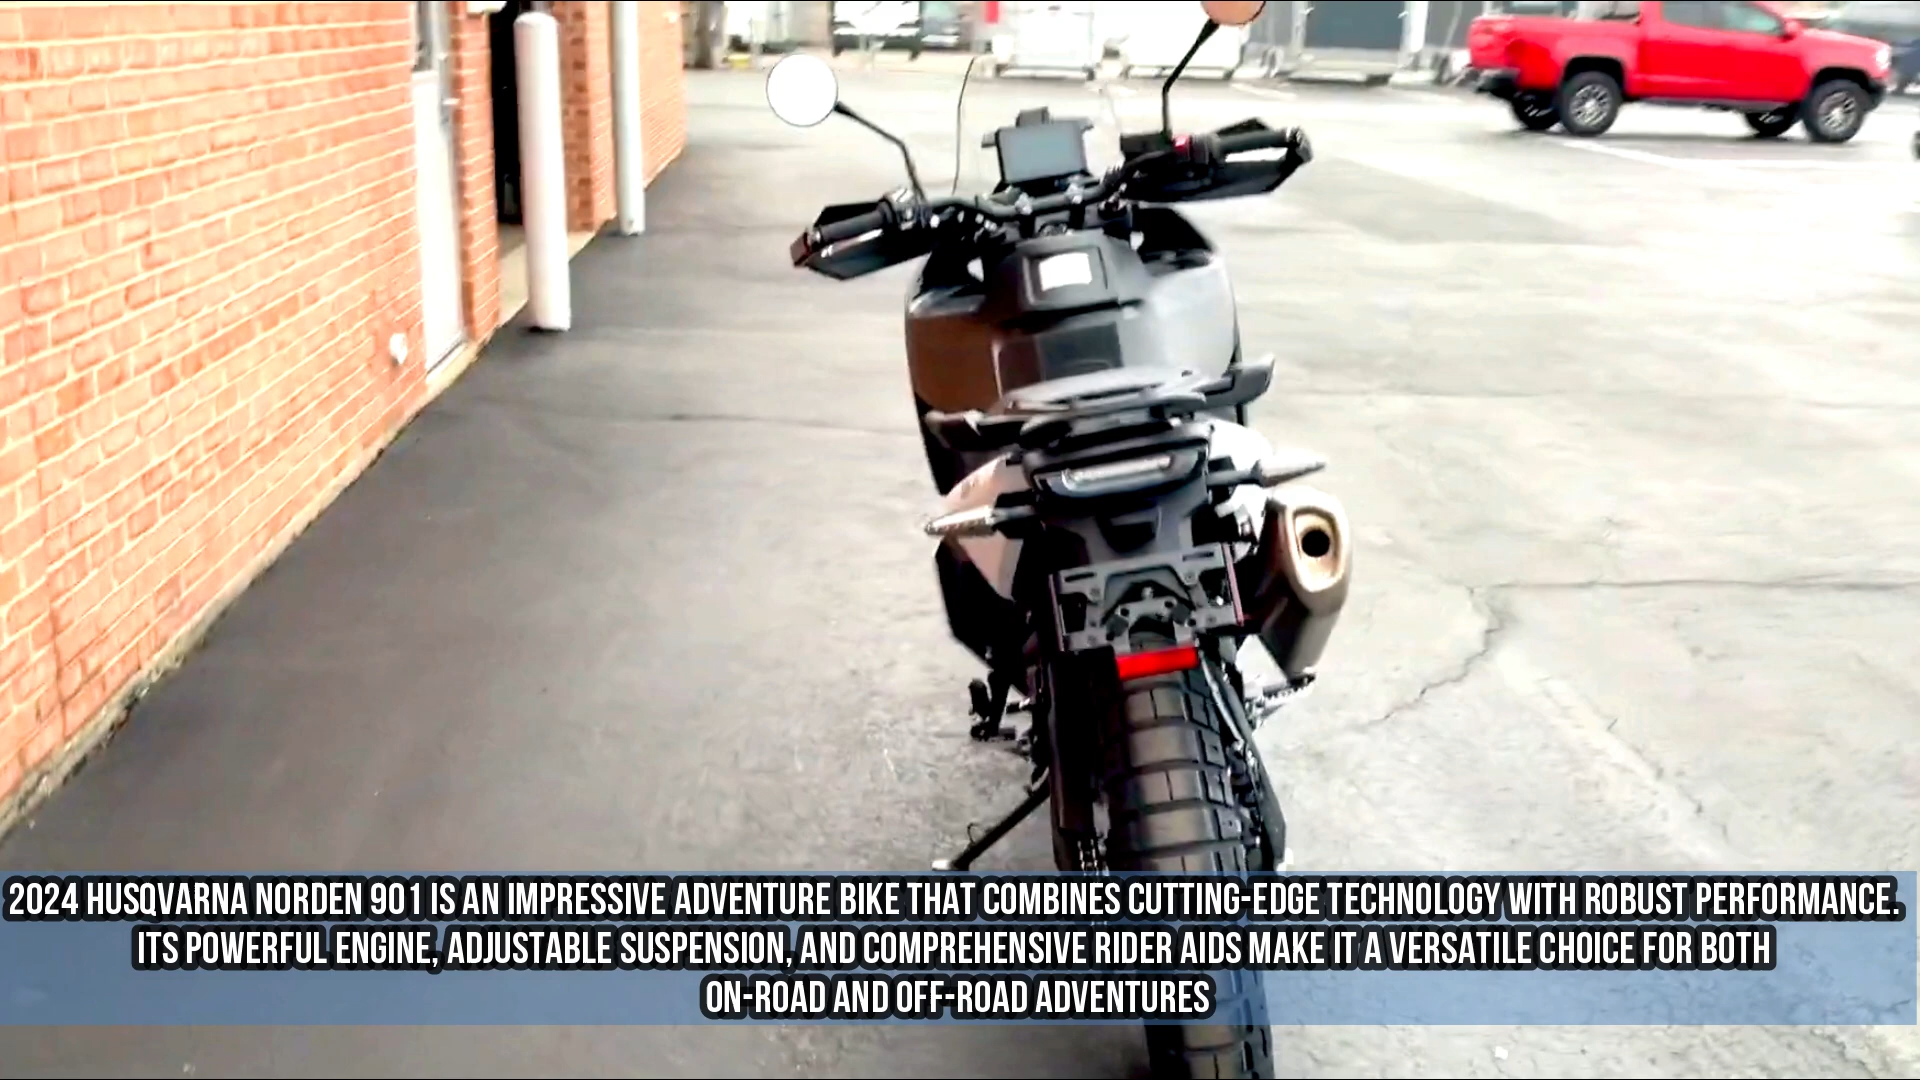 2024 HUSQVARNA NORDEN 901 IS AN IMPRESSIVE ADVENTURE BIKE THAT COMBINES CUTTING-EDGE TECHNOLOGY WITH ROBUST PERFORMANCE.
ITS POWERFUL ENGINE, ADJUSTABLE SUSPENSION, AND COMPREHENSIVE RIDER AIDS MAKE IT A VERSATILE CHOICE FOR BOTH
ON-ROAD AND OFF-ROAD ADVENTURES